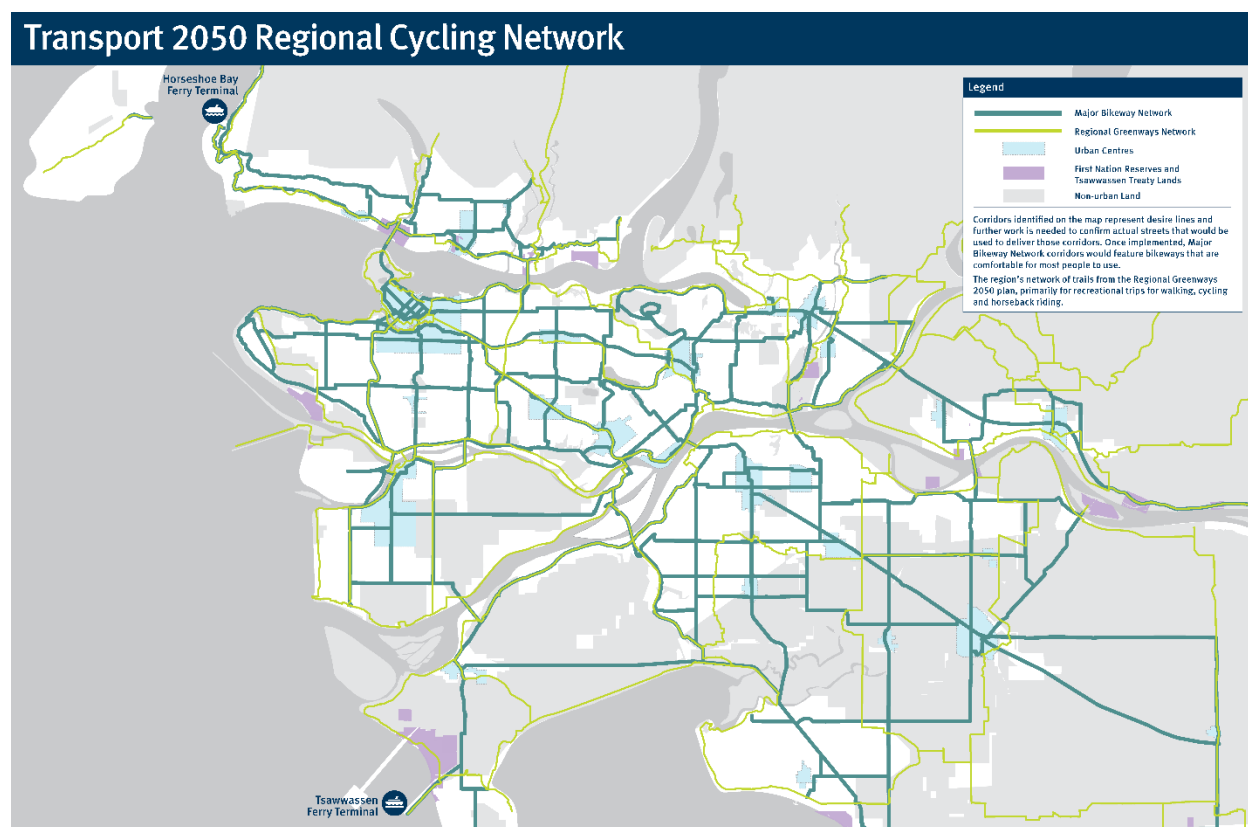 Transport 2050 Regional Cycling Network
Horseshoe Bay
Ferry Terminal
Legend
Major Bikeway Network
Regional Greenways Network
Urban Centres
First Nation Reserves and
Tsawwassen Treaty Lands
Non-urban Land
Corridors identified on the map represent desire lines and
further work is needed to confirm actual streets that would be
used to deliver those corridors. Once implemented, Major
Bikeway Network corridors would feature bikeways that are
comfortable for most people to use.
The region's network of trails from the Regional Greenways
2050 plan, primarily for recreational trips for walking, cycling
and horseback riding.
Tsawwassen
Ferry Terminal